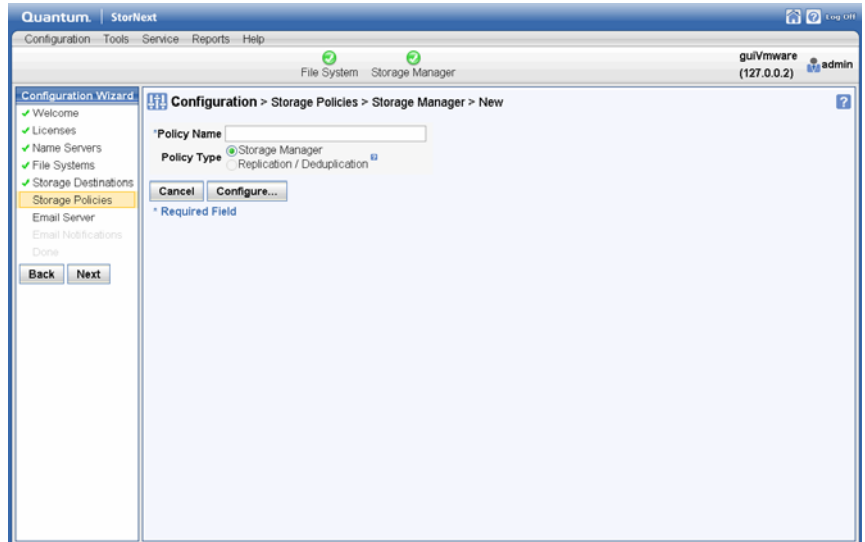 Quantum. StorNext Log Off
Configuration Tools Service Reports Help
File System Storage Manager
guiVmware
(127.0.0.2)
admin
Configuration Wizard
Welcome
Licenses
Name Servers
File Systems
Storage Destinations
Storage Policies
Email Server
Email Notifications
Done
Back Next
Configuration > Storage Policies > Storage Manager > New
*Policy Name
Policy Type
Storage Manager
Replication / Deduplication
Cancel Configure...
* Required Field